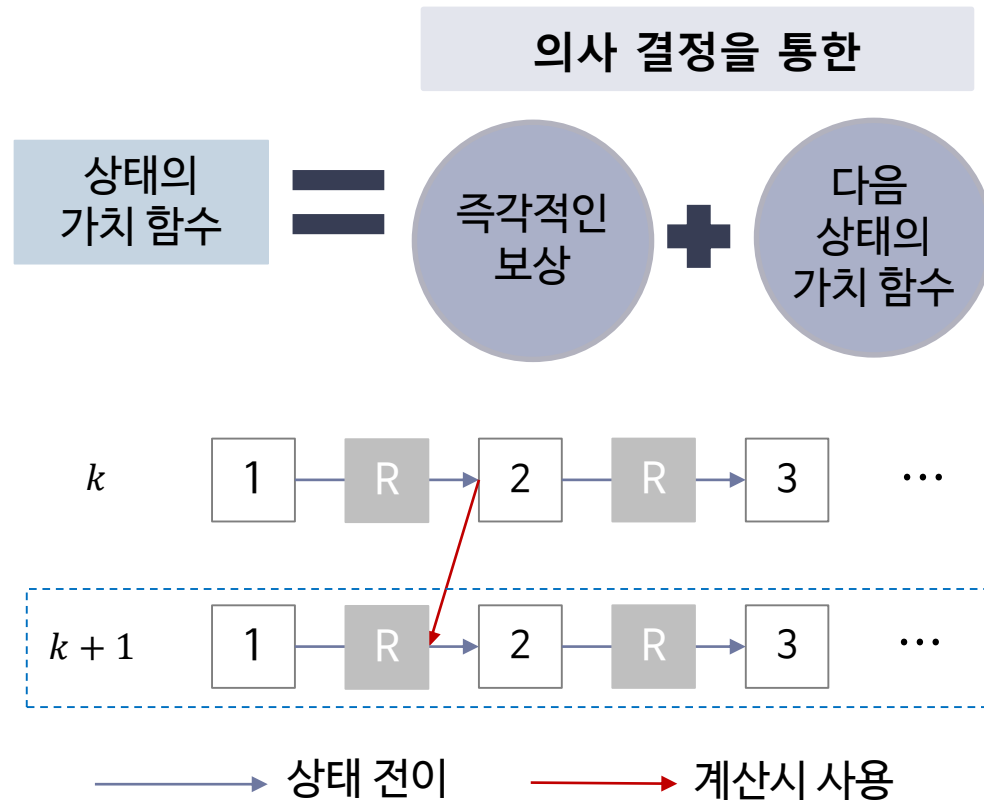 의사 결정을 통한
상태의
가치 함수
=
즉각적인
보상
+
다음
상태의
가치 함수
k 1 R 2 R 3 ⋯
k + 1 1 R 2 R 3 ⋯
상태 전이 계산시 사용